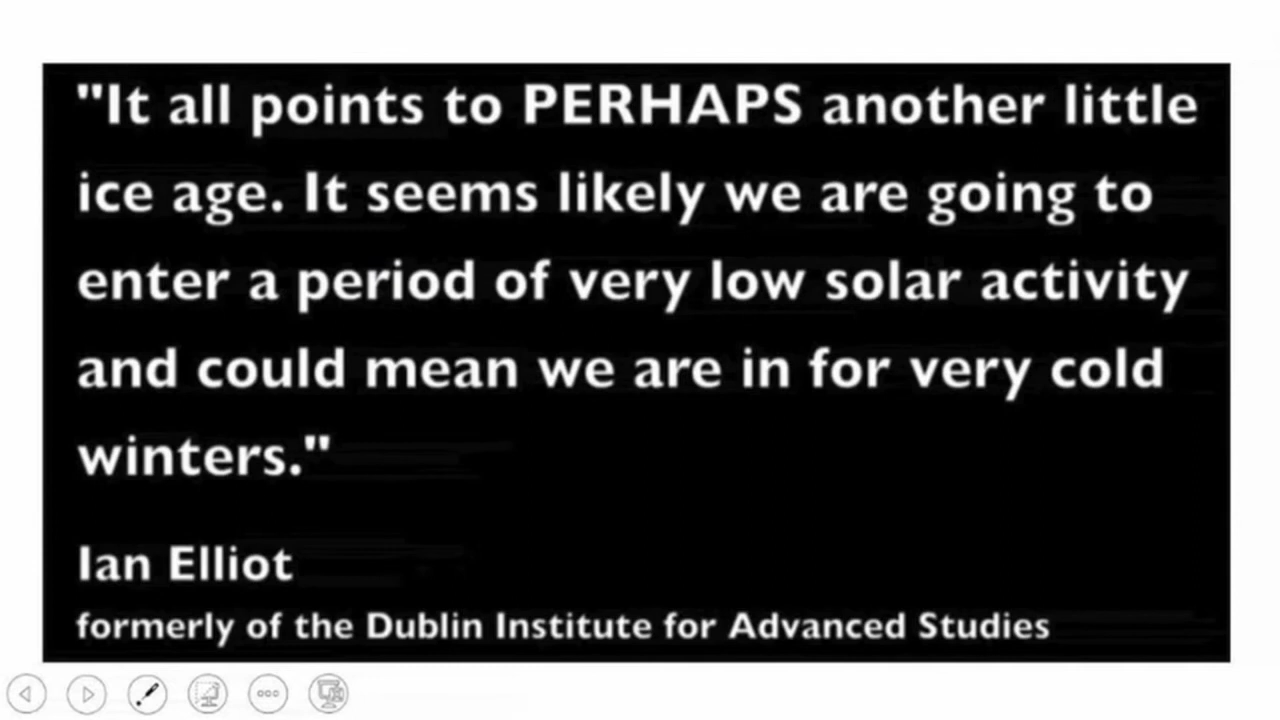 "It all points to PERHAPS another little
ice age. It seems likely we are going to
enter a period of very low solar activity
and could mean we are in for very cold
winters."
Ian Elliot
formerly of the Dublin Institute for Advanced Studies